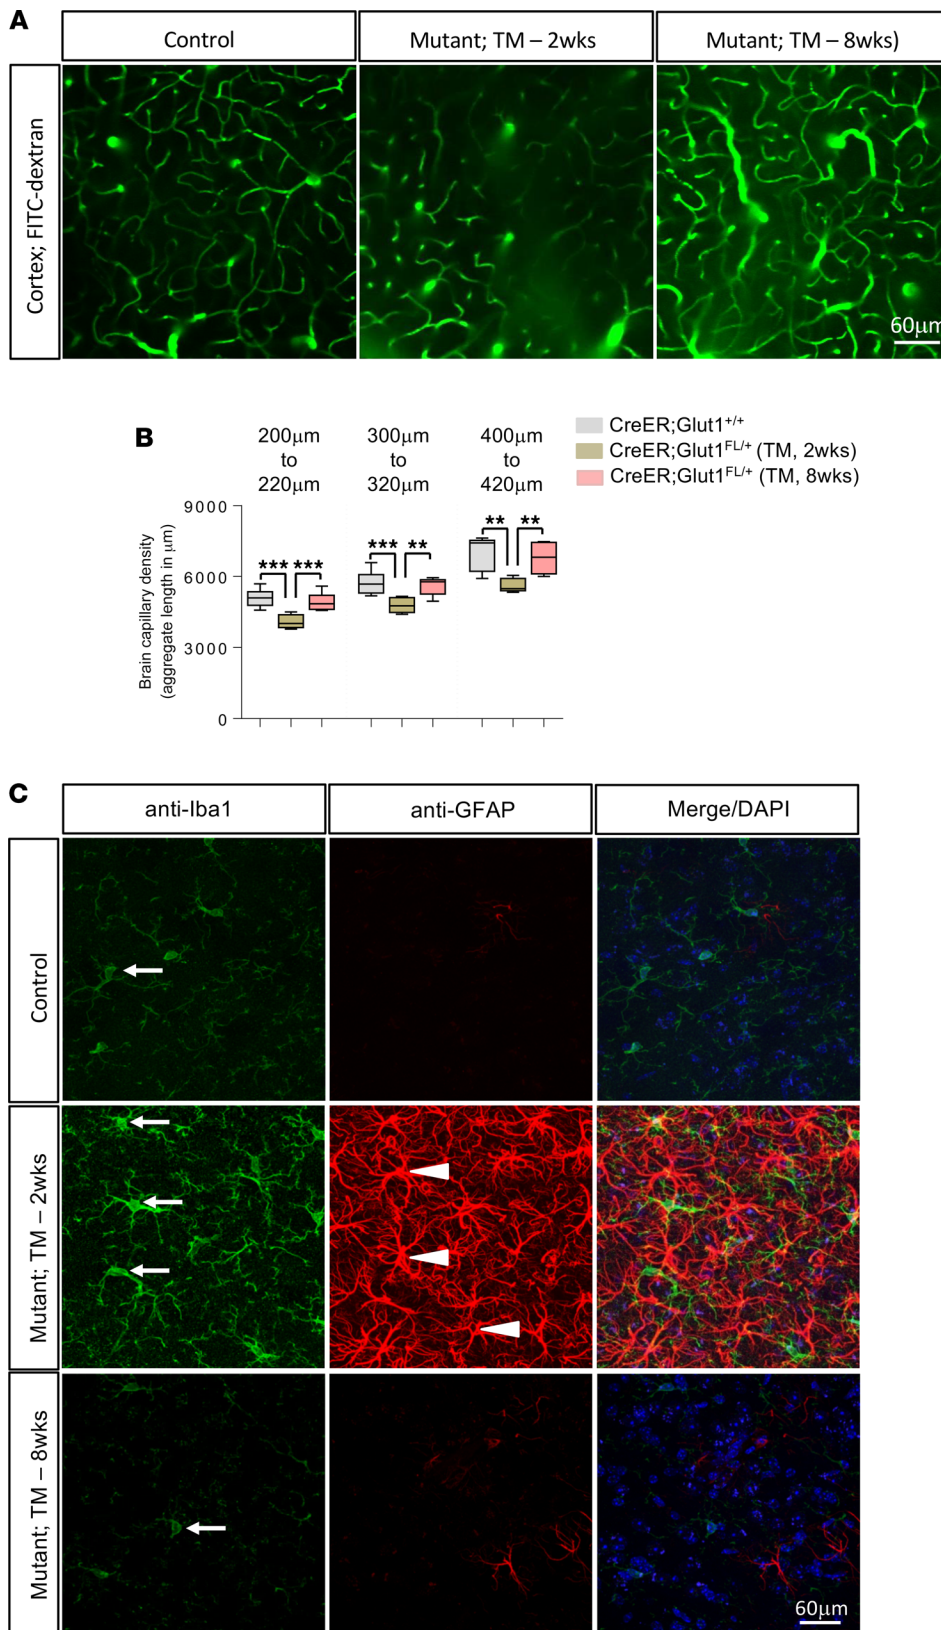 A
Control
Mutant; TM – 2wks
Mutant; TM – 8wks)
Cortex; FITC-dextran
60μm
B
200μm
to
220μm
300μm
to
320μm
400μm
to
420μm
CreER;Glut1+/+
CreER;Glut1FL/+ (TM, 2wks)
CreER;Glut1FL/+ (TM, 8wks)
Brain capillary density
(aggregate length in μm)
9000
6000
3000
0
*** ***
*** **
** **
C
anti-Iba1
anti-GFAP
Merge/DAPI
Control
Mutant; TM – 2wks
Mutant; TM – 8wks
60μm